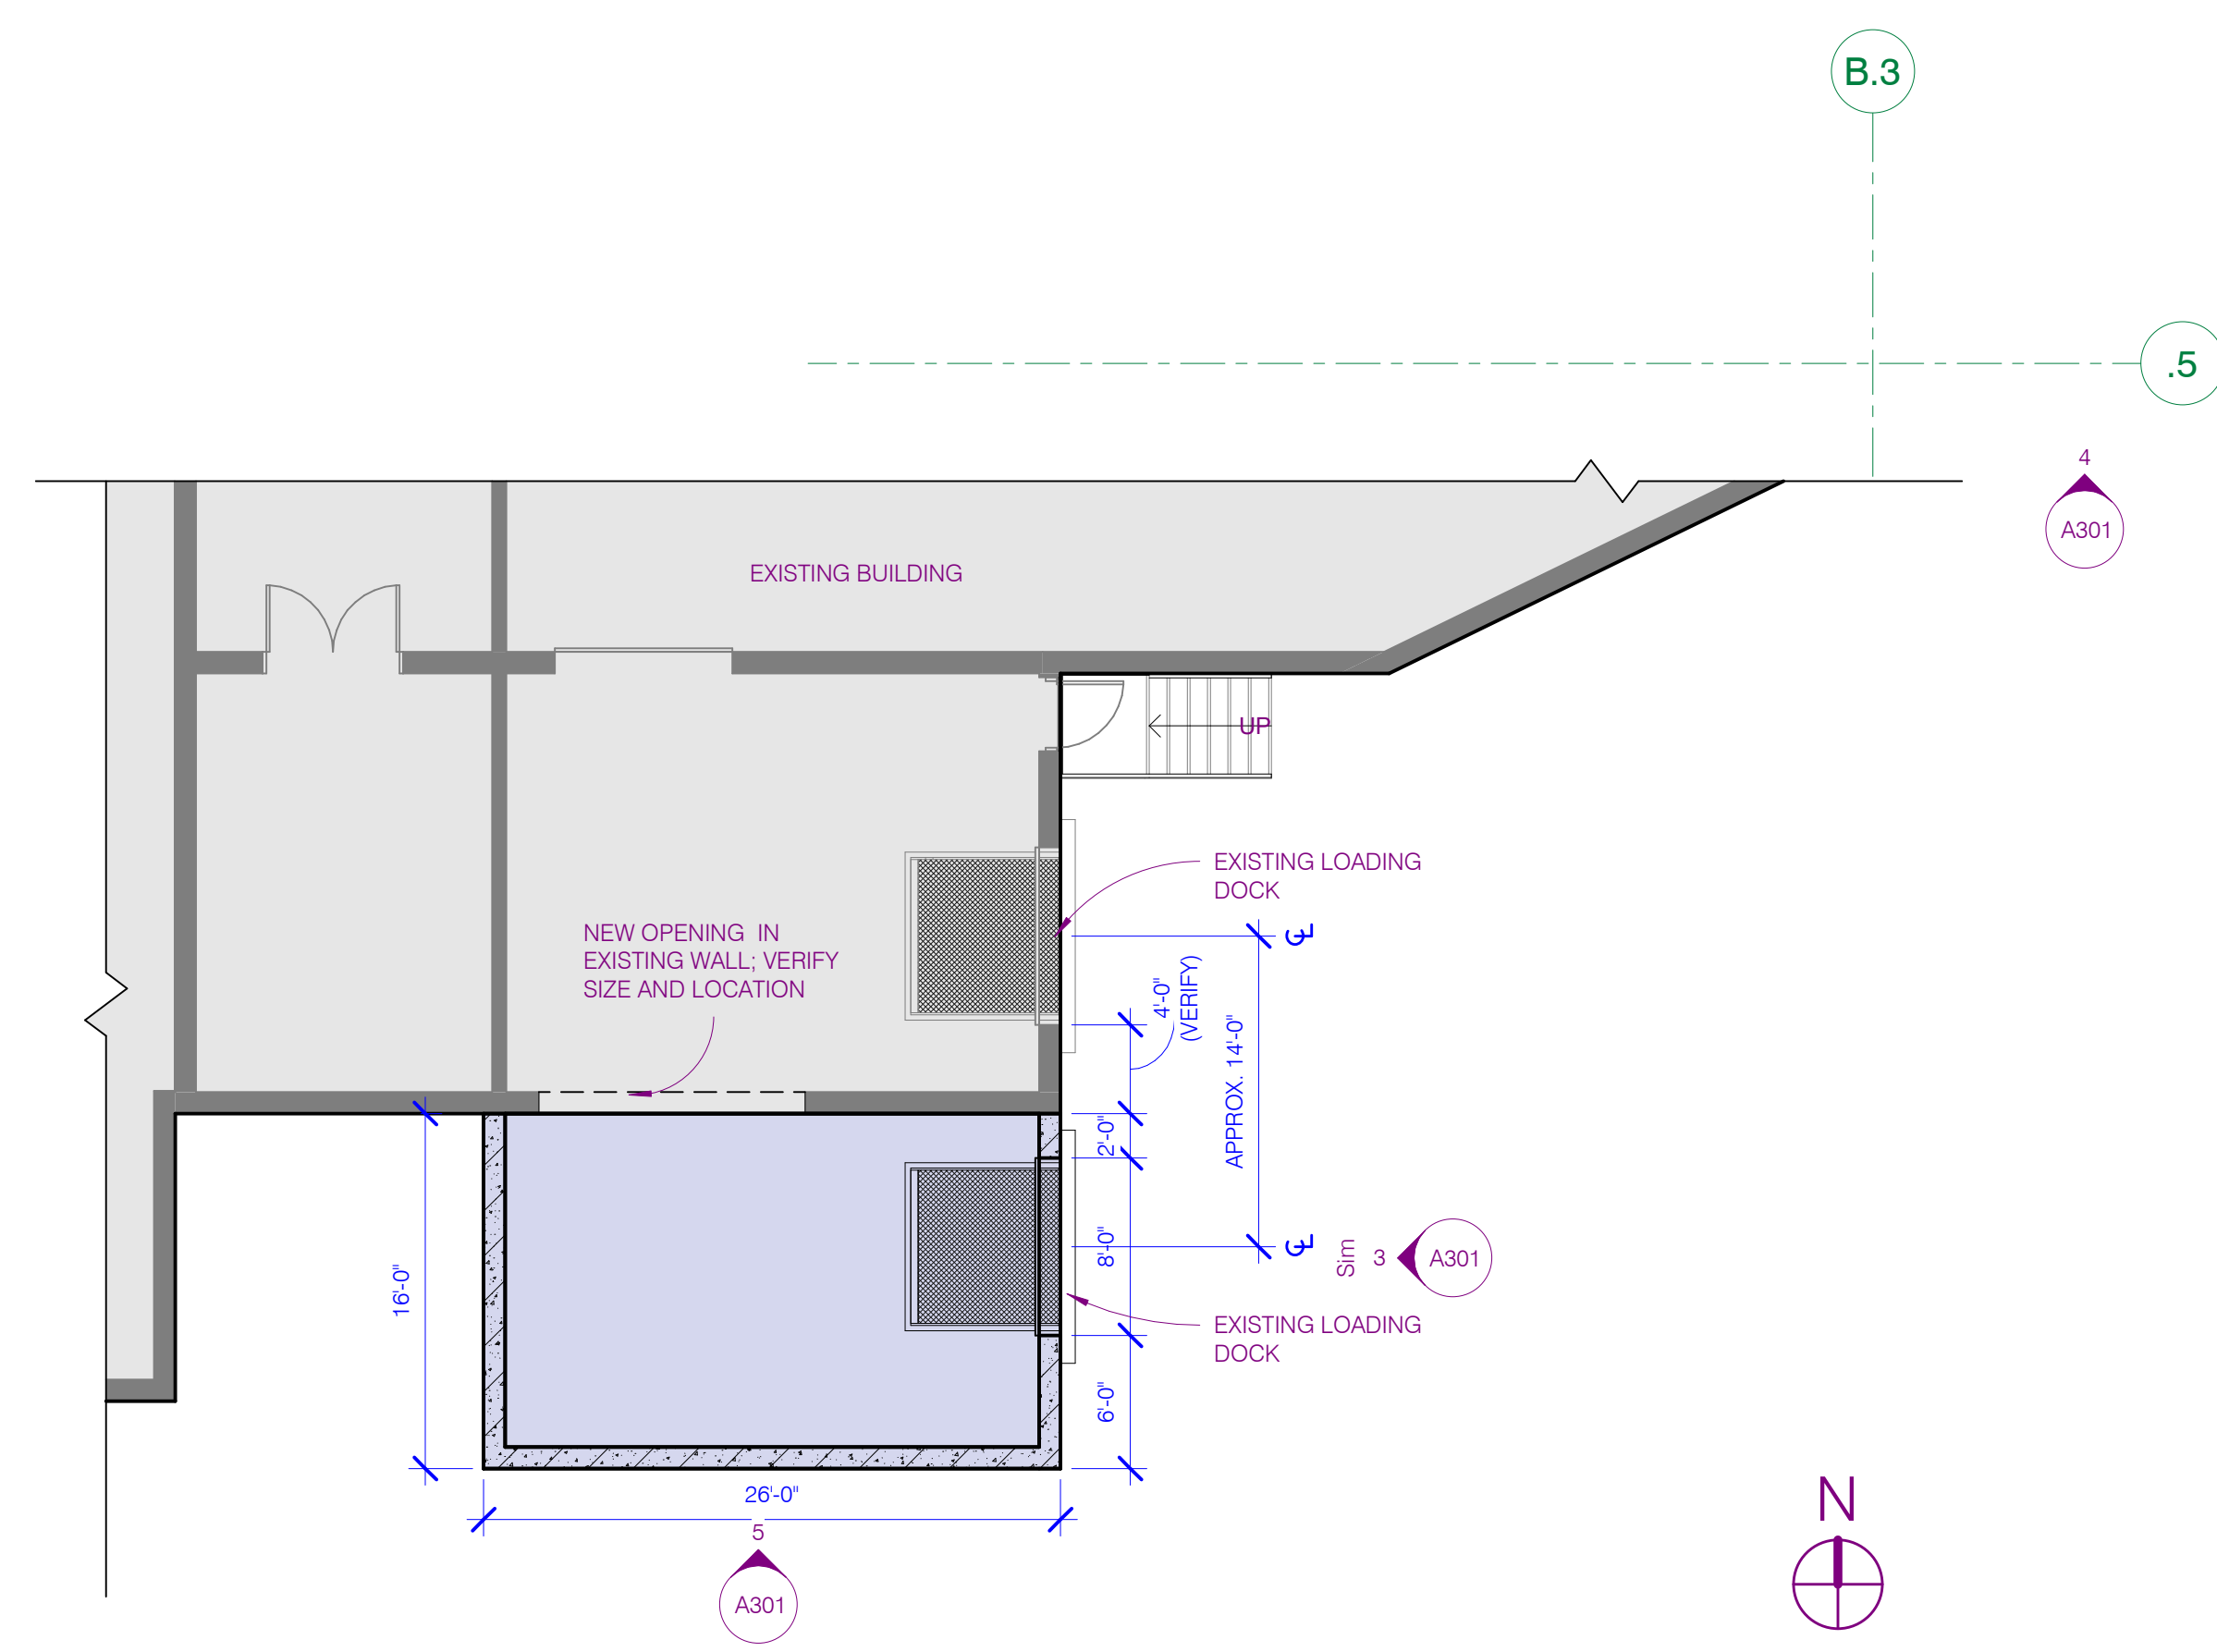 B.3
.5
4
A301
EXISTING BUILDING
UP
EXISTING LOADING
DOCK
NEW OPENING IN
EXISTING WALL; VERIFY
SIZE AND LOCATION
℄
4'-0"
(VERIFY)
APPROX. 14'-0"
2'-0"
8'-0"
℄
Sim
3
A301
16'-0"
EXISTING LOADING
DOCK
6'-0"
26'-0"
5
A301
N